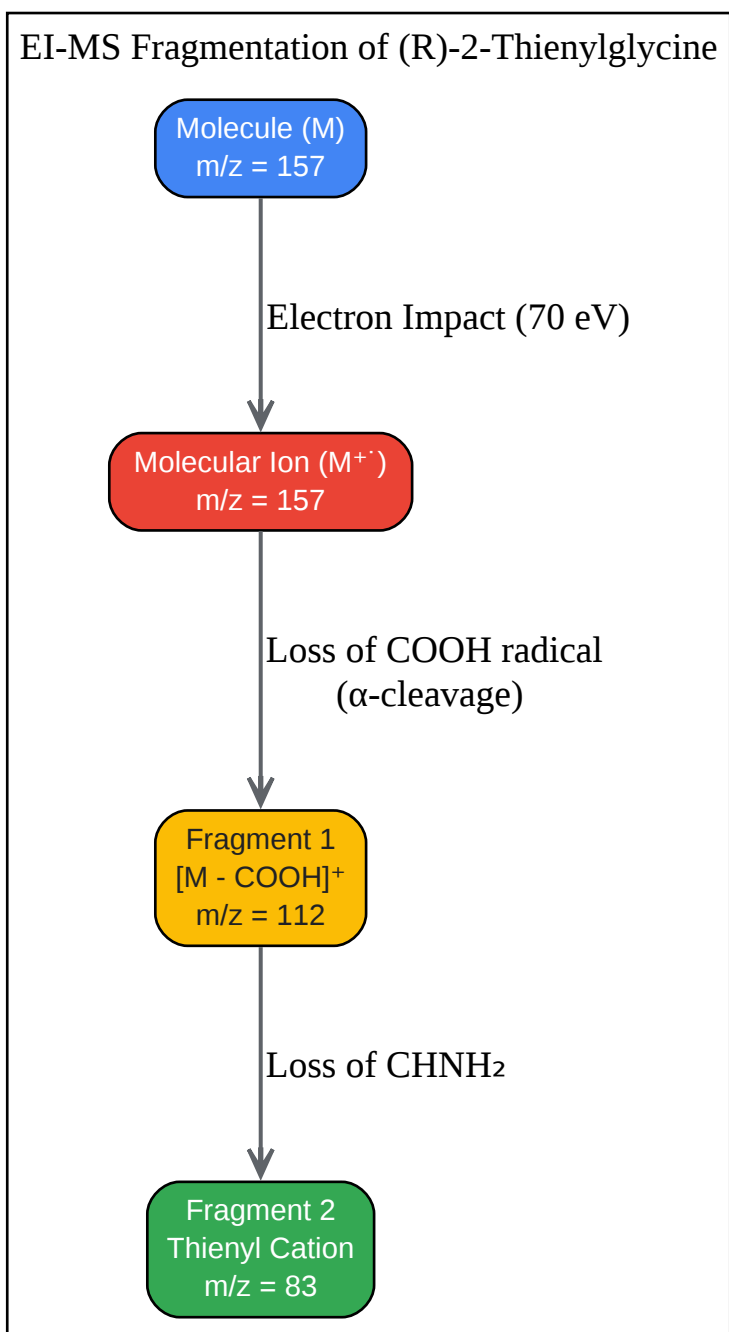 EI-MS Fragmentation of (R)-2-Thienylglycine
Molecule (M)
m/z = 157
Electron Impact (70 eV)
Molecular Ion (M⁺˙)
m/z = 157
Loss of COOH radical
(α-cleavage)
Fragment 1
[M - COOH]⁺
m/z = 112
Loss of CHNH₂
Fragment 2
Thienyl Cation
m/z = 83